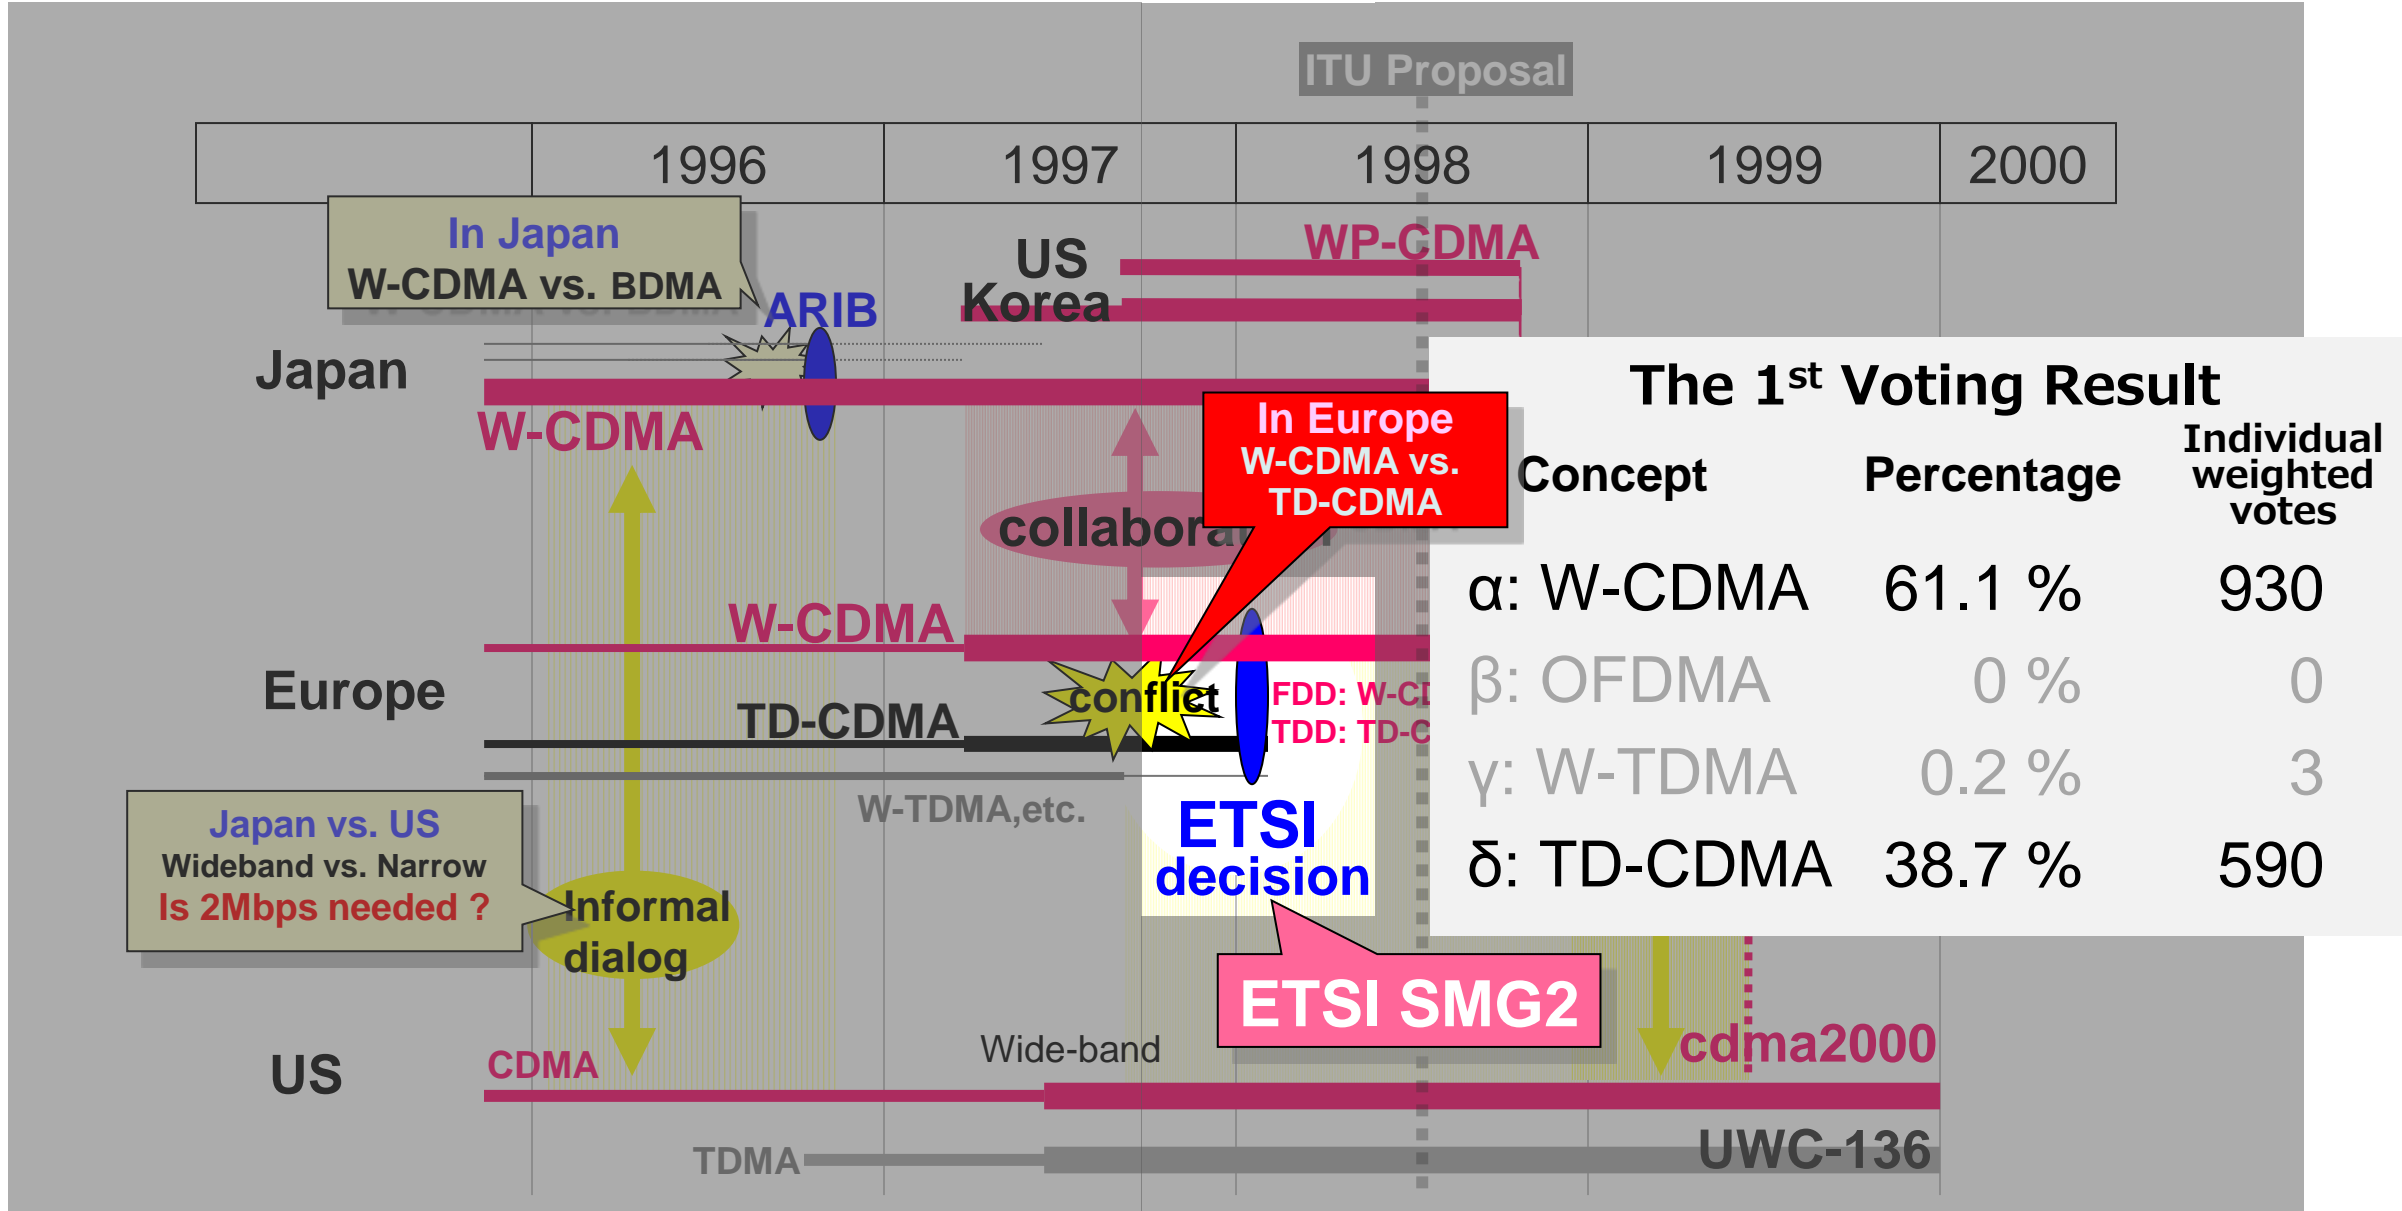 ITU Proposal
1996
1997
1998
1999
2000
In Japan
W-CDMA vs. BDMA
ARIB
US
Korea
WP-CDMA
Japan
W-CDMA
In Europe
W-CDMA vs.
TD-CDMA
W-CDMA
Europe
conflict
TD-CDMA
FDD:
TDD:
W-TDMA,etc.
ETSI
decision
ETSI SMG2
Japan vs. US
Wideband vs. Narrow
Is 2Mbps needed ?
Informal
dialog
US
CDMA
Wide-band
cdma2000
TDMA
UWC-136
The 1st Voting Result
Concept Percentage Individual
weighted
votes
α: W-CDMA 61.1 % 930
β: OFDMA 0 % 0
γ: W-TDMA 0.2 % 3
δ: TD-CDMA 38.7 % 590